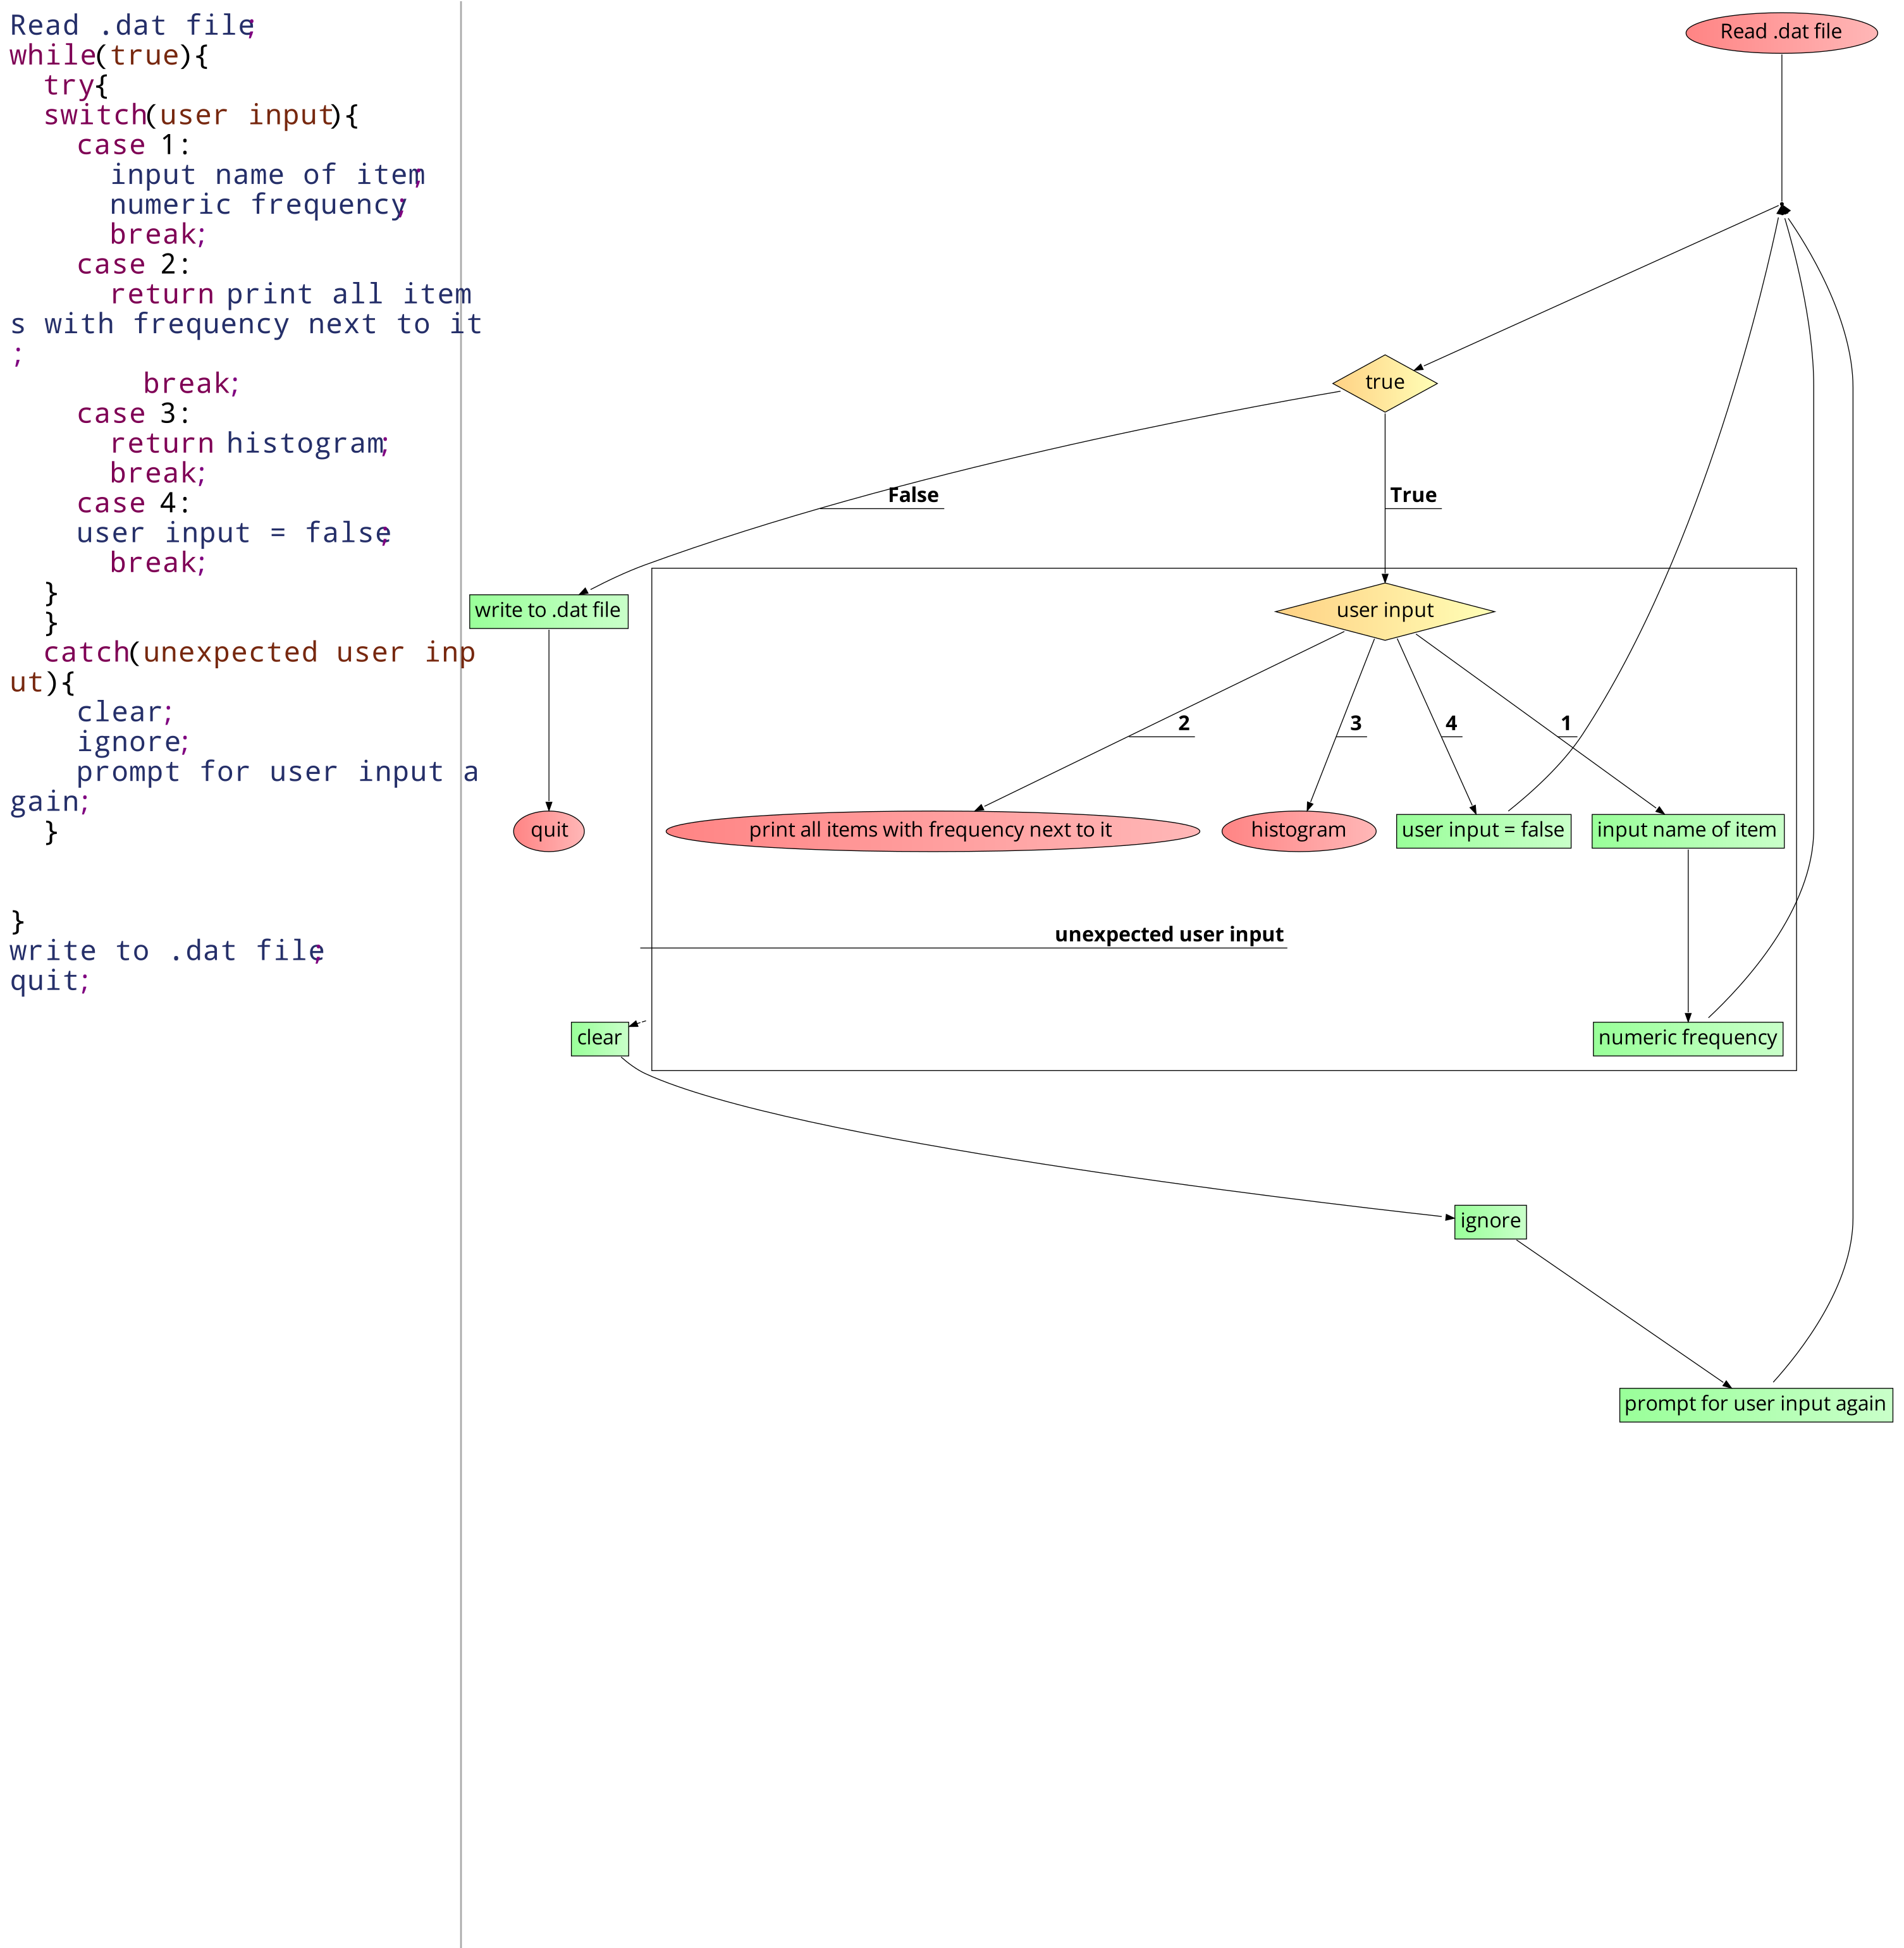 Read .dat file;
while(true){
try{
switch(user input){
case 1:
input name of item;
numeric frequency;
break;
case 2:
return print all item
s with frequency next to it
;
break;
case 3:
return histogram;
break;
case 4:
user input = false;
break;
}
}
catch(unexpected user inp
ut){
clear;
ignore;
prompt for user input a
gain;
}
}
write to .dat file;
quit;
Read .dat file
true
False
True
write to .dat file
user input
2
3
4
1
quit
print all items with frequency next to it
histogram
user input = false
input name of item
unexpected user input
clear
numeric frequency
ignore
prompt for user input again